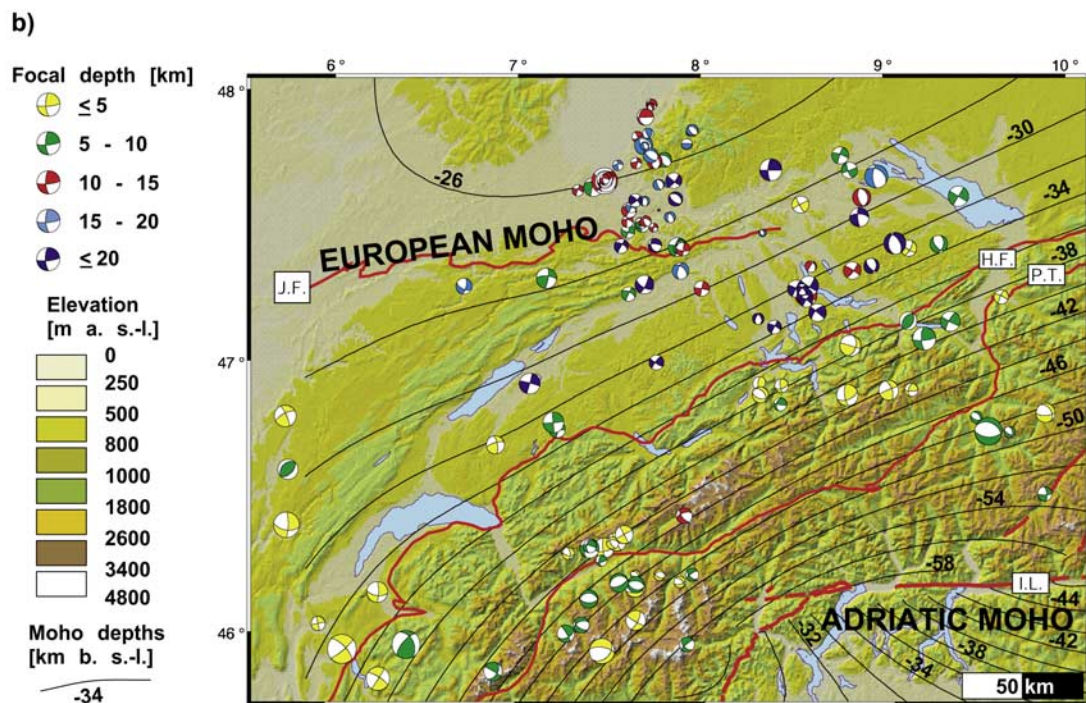 b)
Focal depth [km]
≤ 5
5 - 10
10 - 15
15 - 20
≤ 20
Elevation
[m a. s.-l.]
0
250
500
800
1000
1800
2600
3400
4800
Moho depths
[km b. s.-l.]
-34
6° 7° 8° 9° 10°
48°
47°
46°
-26
-30
-34
EUROPEAN MOHO
J.F.
H.F.
-38
P.T.
-42
-46
-50
-54
-58
I.L.
-44
ADRIATIC MOHO
-32
-42
-38
-34
50 km